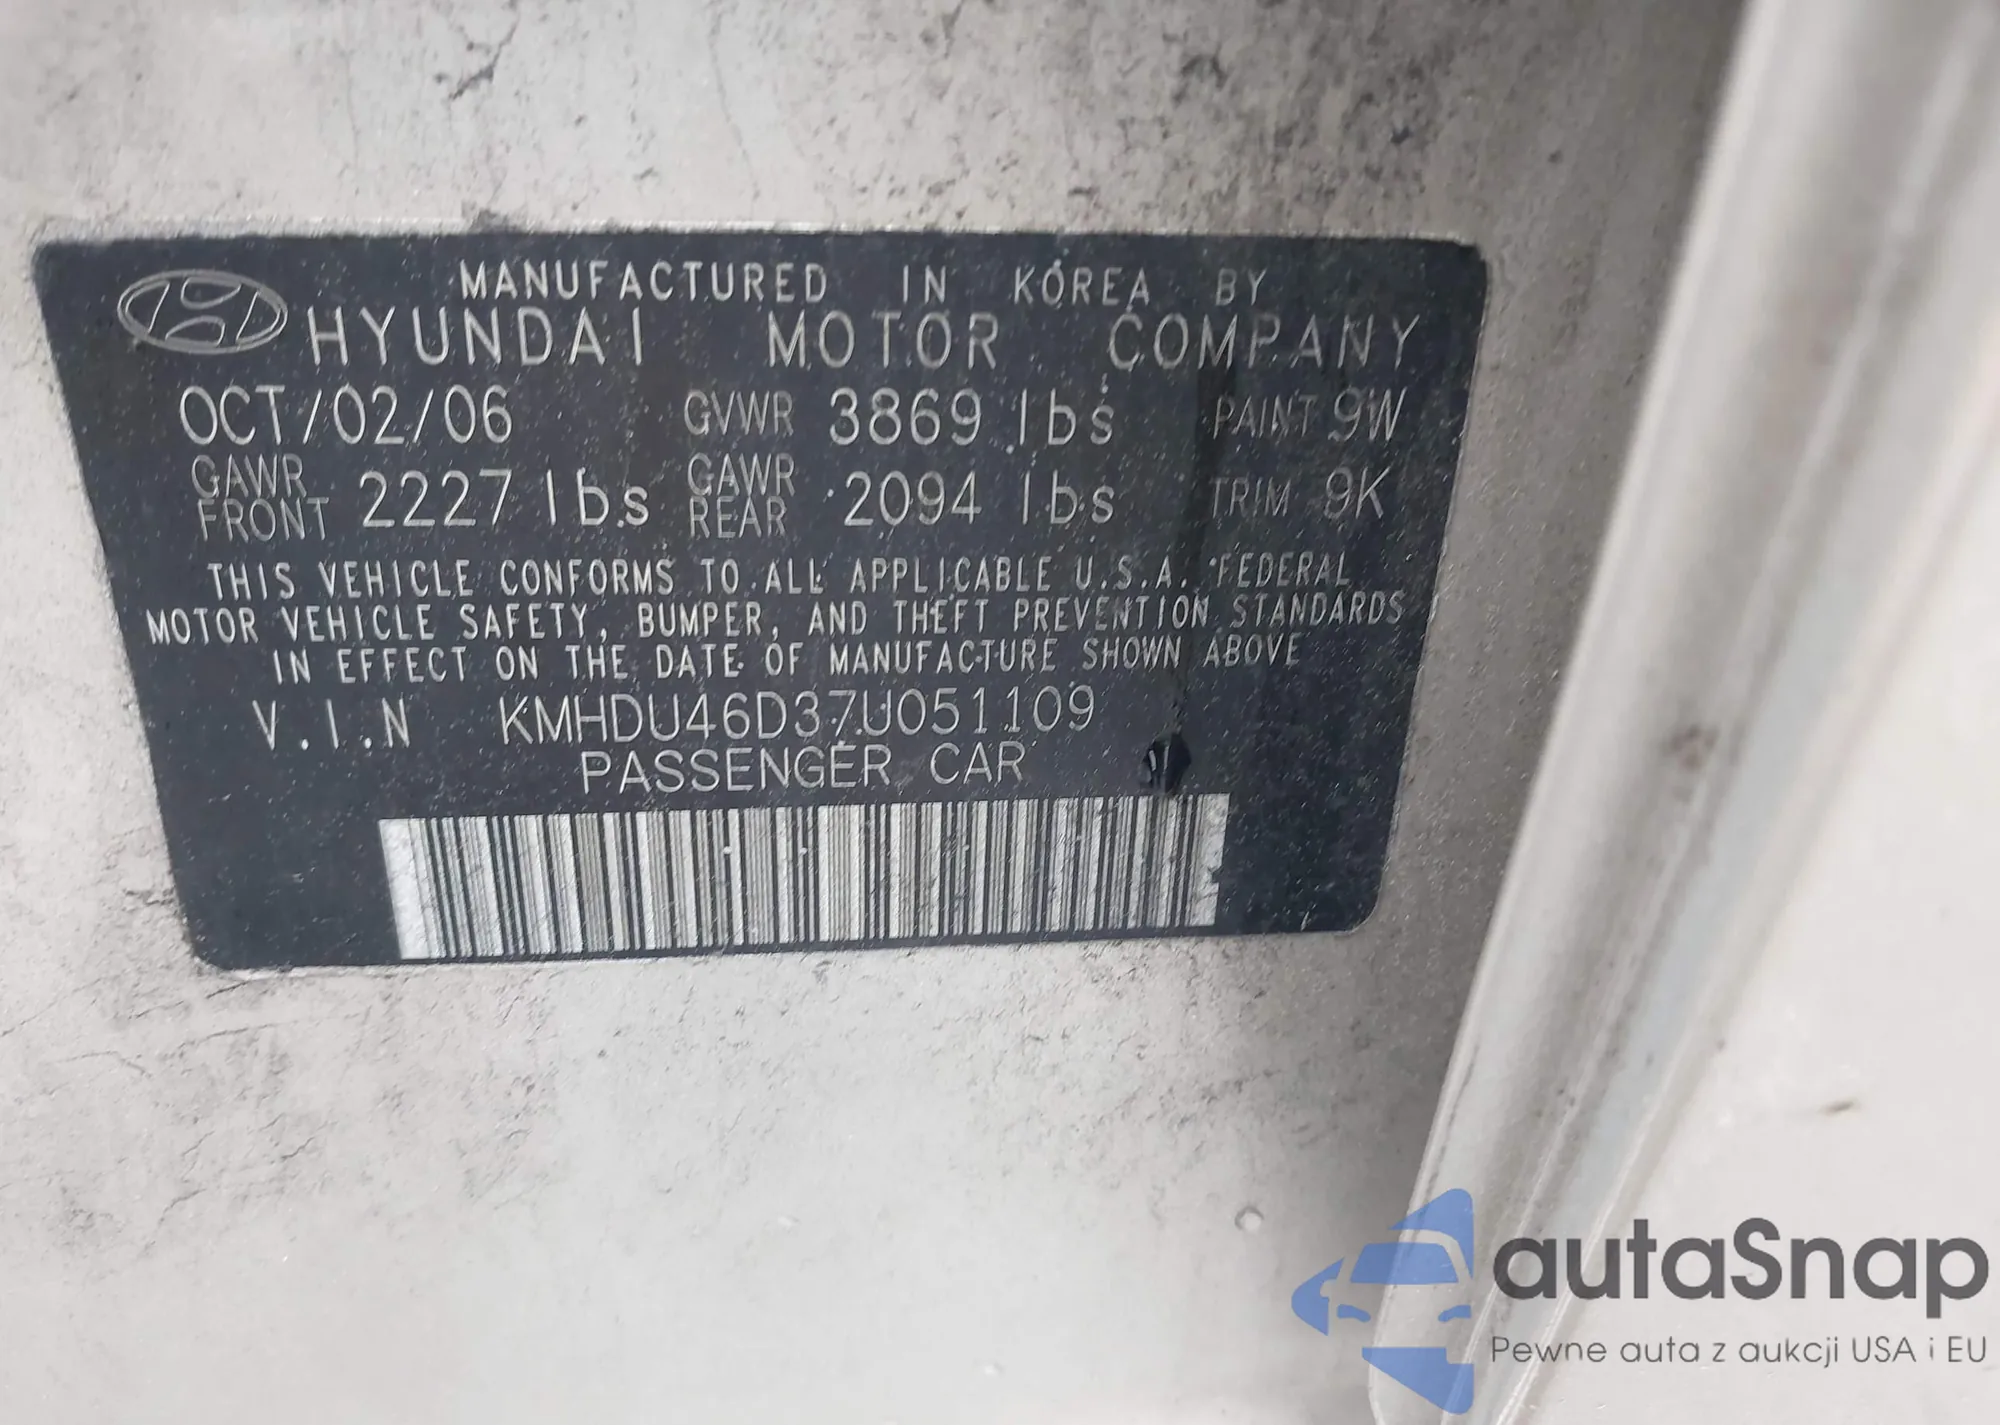 MANUFACTURED IN KOREA BY
HYUNDAI MOTOR COMPANY
OCT/02/06 GVWR 3869 lbs PAINT 9W
GAWR FRONT 2227 lbs GAWR REAR 2094 lbs TRIM 9K
THIS VEHICLE CONFORMS TO ALL APPLICABLE U.S.A. FEDERAL
MOTOR VEHICLE SAFETY, BUMPER, AND THEFT PREVENTION STANDARDS
IN EFFECT ON THE DATE OF MANUFACTURE SHOWN ABOVE
V.I.N KMHDU46D37U051109
PASSENGER CAR
autaSnap
Pewne auta z aukcji USA i EU